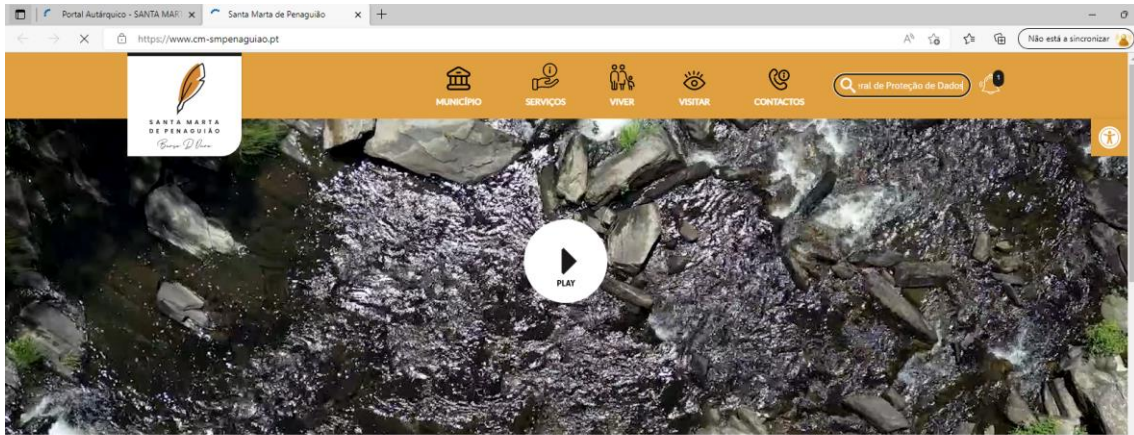 Portal Autárquico - SANTA MAR
Santa Marta de Penaguião
https://www.cm-smpenaguiao.pt
Não está a sincronizar
SANTA MARTA
DE PENAGUIÃO
MUNICÍPIO
SERVIÇOS
VIVER
VISITAR
CONTACTOS
eral de Proteção de Dados
1
PLAY